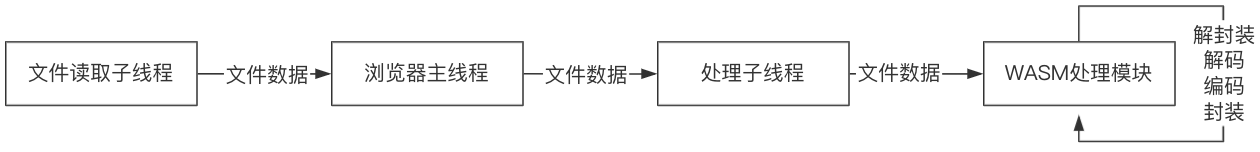 文件读取子线程
文件数据
浏览器主线程
文件数据
处理子线程
文件数据
WASM处理模块
解封装
解码
编码
封装